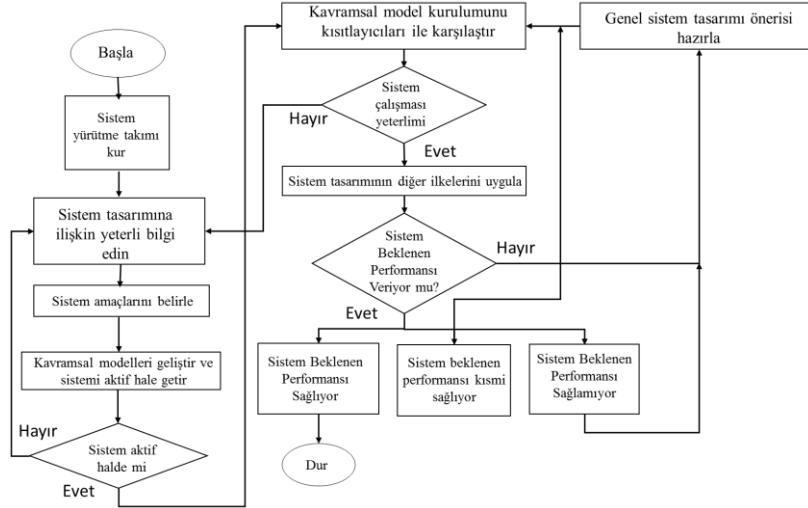 Başla
Sistem
yürütme takımı
kur
Sistem tasarımına
ilişkin yeterli bilgi
edin
Sistem amaçlarını belirle
Kavramsal modelleri geliştir ve
sistemi aktif hale getir
Hayır
Sistem aktif
halde mi
Evet
Kavramsal model kurulumunu
kısıtlayıcıları ile karşılaştır
Sistem
çalışması
yeterlimi
Hayır
Evet
Sistem tasarımının diğer ilkelerini uygula
Sistem
Beklenen
Performansı
Veriyor mu?
Hayır
Evet
Sistem Beklenen
Performansı
Sağlıyor
Sistem beklenen
performansı kısmi
sağlıyor
Sistem Beklenen
Performansı
Sağlamıyor
Dur
Genel sistem tasarımı önerisi
hazırla